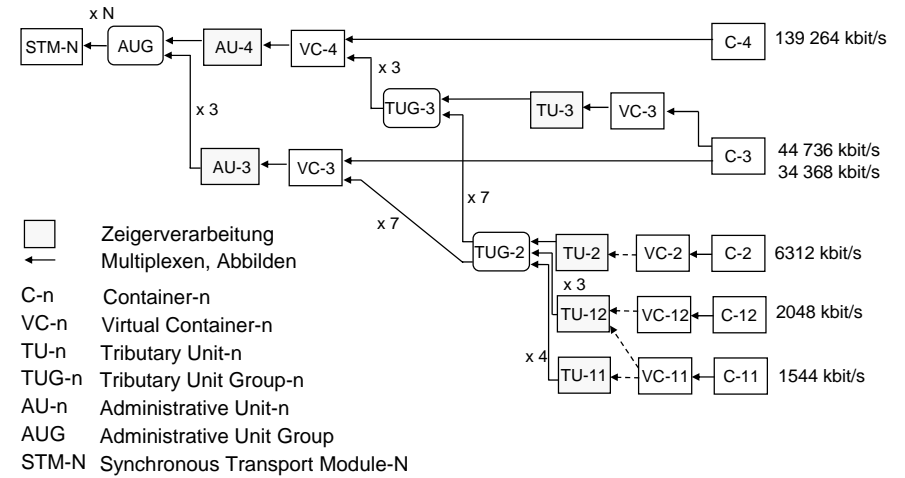 x N
STM-N AUG AU-4 VC-4 C-4 139 264 kbit/s
x 3
TUG-3 TU-3 VC-3
x 3
C-3 44 736 kbit/s
34 368 kbit/s
AU-3 VC-3
x 7
x 7
TUG-2 TU-2 VC-2 C-2 6312 kbit/s
x 3
TU-12 VC-12 C-12 2048 kbit/s
x 4
TU-11 VC-11 C-11 1544 kbit/s
Zeigerverarbeitung
Multiplexen, Abbilden
C-n Container-n
VC-n Virtual Container-n
TU-n Tributary Unit-n
TUG-n Tributary Unit Group-n
AU-n Administrative Unit-n
AUG Administrative Unit Group
STM-N Synchronous Transport Module-N